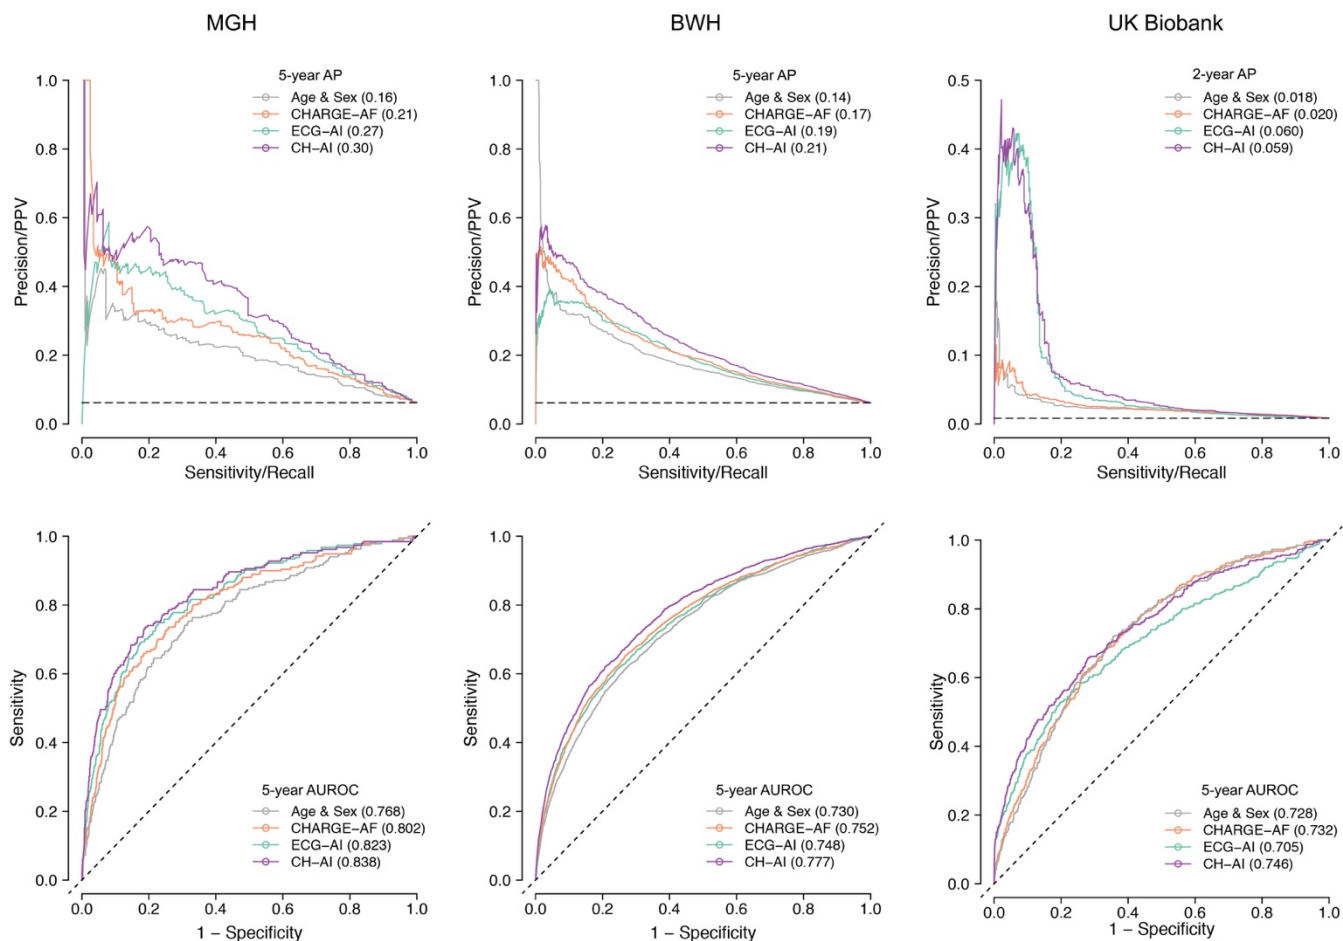 MGH
BWH
UK Biobank
5-year AP
Age & Sex (0.16)
CHARGE-AF (0.21)
ECG-AI (0.27)
CH-AI (0.30)
1.0
0.8
0.6
0.4
0.2
0.0
Precision/PPV
0.0 0.2 0.4 0.6 0.8 1.0
Sensitivity/Recall
5-year AP
Age & Sex (0.14)
CHARGE-AF (0.17)
ECG-AI (0.19)
CH-AI (0.21)
1.0
0.8
0.6
0.4
0.2
0.0
Precision/PPV
0.0 0.2 0.4 0.6 0.8 1.0
Sensitivity/Recall
2-year AP
Age & Sex (0.018)
CHARGE-AF (0.020)
ECG-AI (0.060)
CH-AI (0.059)
0.5
0.4
0.3
0.2
0.1
0.0
Precision/PPV
0.0 0.2 0.4 0.6 0.8 1.0
Sensitivity/Recall
1.0
0.8
0.6
0.4
0.2
0.0
Sensitivity
5-year AUROC
Age & Sex (0.768)
CHARGE-AF (0.802)
ECG-AI (0.823)
CH-AI (0.838)
0.0 0.2 0.4 0.6 0.8 1.0
1 - Specificity
1.0
0.8
0.6
0.4
0.2
0.0
Sensitivity
5-year AUROC
Age & Sex (0.730)
CHARGE-AF (0.752)
ECG-AI (0.748)
CH-AI (0.777)
0.0 0.2 0.4 0.6 0.8 1.0
1 - Specificity
1.0
0.8
0.6
0.4
0.2
0.0
Sensitivity
5-year AUROC
Age & Sex (0.728)
CHARGE-AF (0.732)
ECG-AI (0.705)
CH-AI (0.746)
0.0 0.2 0.4 0.6 0.8 1.0
1 - Specificity